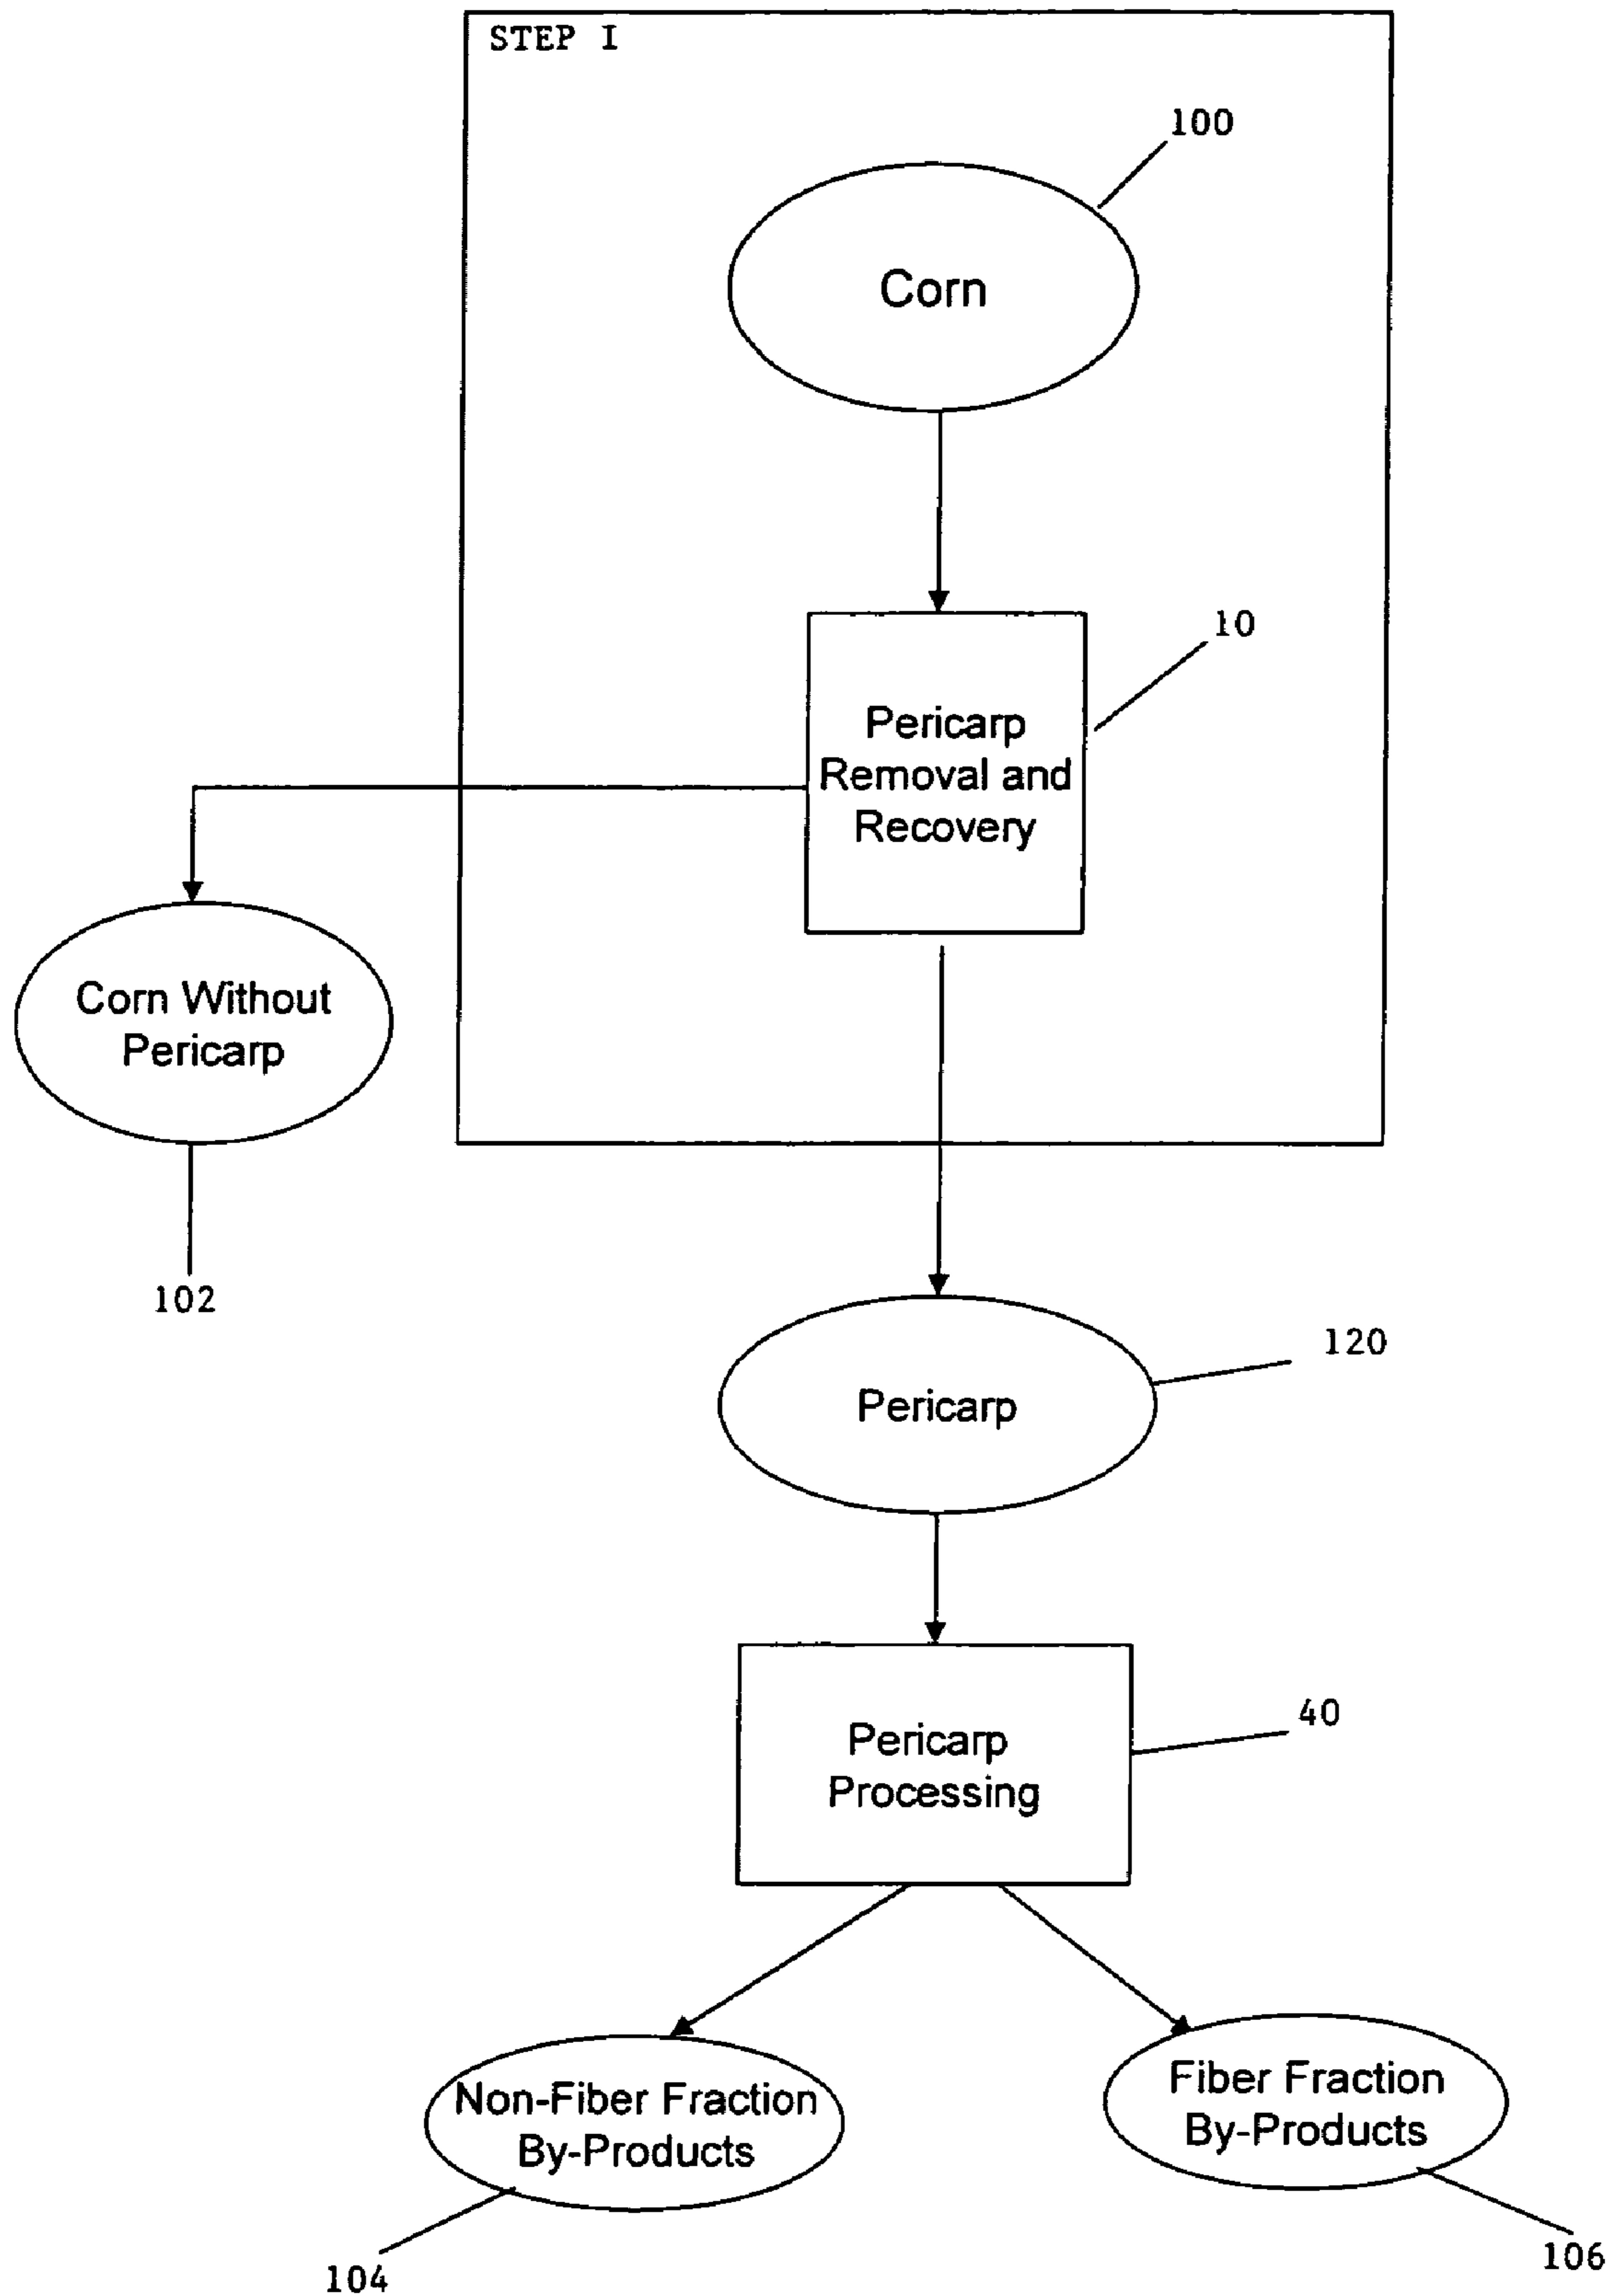 STEP I
100
Corn
10
Pericarp
Removal and
Recovery
Corn Without
Pericarp
102
120
Pericarp
40
Pericarp
Processing
Non-Fiber Fraction
By-Products
Fiber Fraction
By-Products
104
106